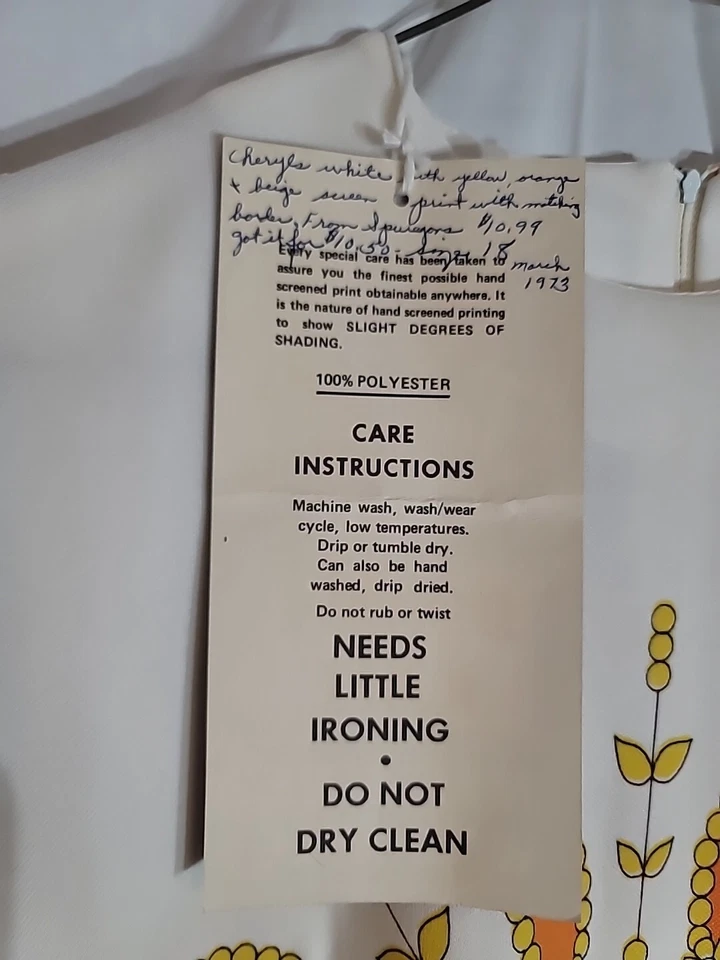 Cheryls white with yellow, orange
+ beige screen print with matching
border, From Spurgeons $10.99
got it for $10.50 - Size 18
march
1973
Every special care has been taken to
assure you the finest possible hand
screened print obtainable anywhere. It
is the nature of hand screened printing
to show SLIGHT DEGREES OF
SHADING.
100% POLYESTER
CARE
INSTRUCTIONS
Machine wash, wash/wear
cycle, low temperatures.
Drip or tumble dry.
Can also be hand
washed, drip dried.
Do not rub or twist
NEEDS
LITTLE
IRONING
•
DO NOT
DRY CLEAN